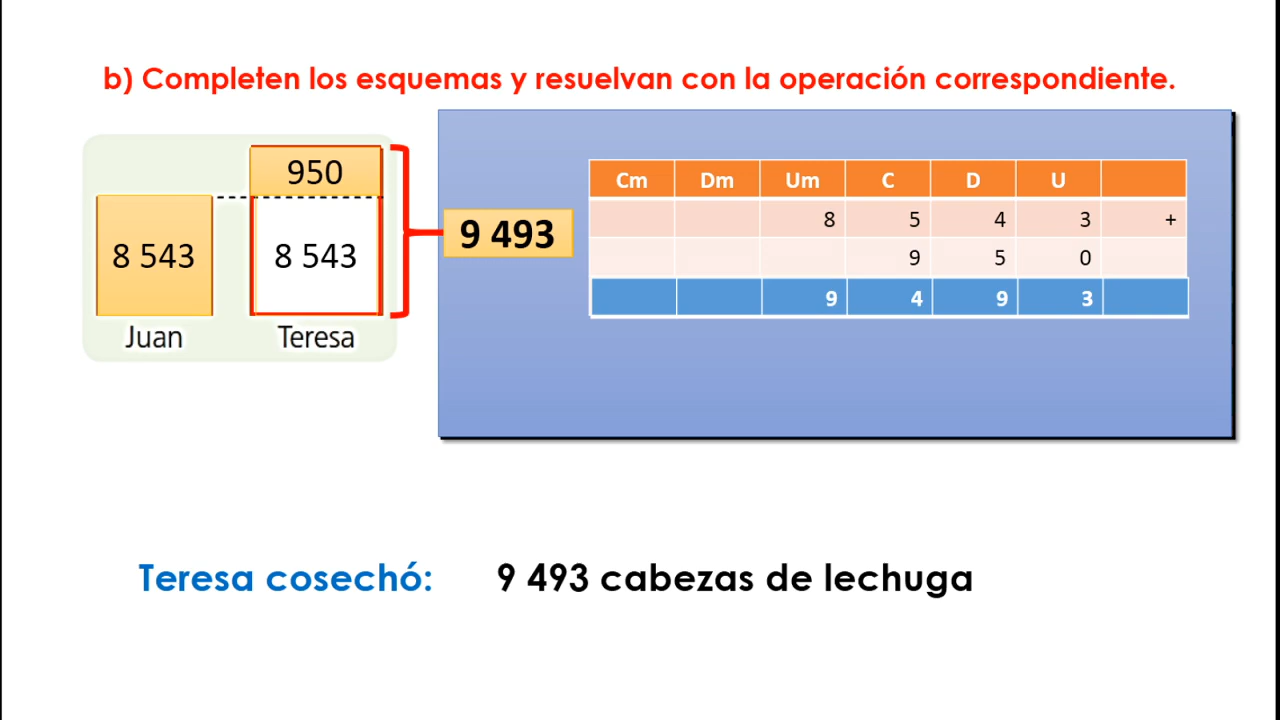 b) Completen los esquemas y resuelvan con la operación correspondiente.
950
8 543
8 543
Juan
Teresa
9 493
Cm Dm Um C D U
8 5 4 3 +
9 5 0
9 4 9 3
Teresa cosechó: 9 493 cabezas de lechuga